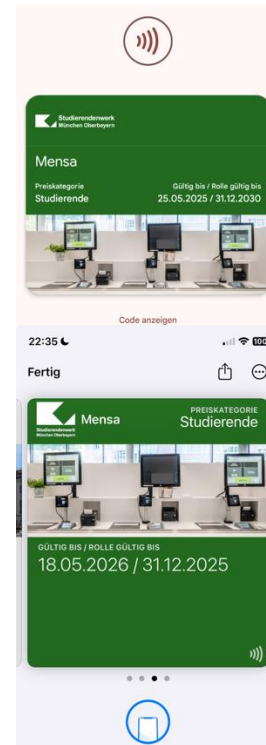 Studierendenwerk
München Oberbayern
Mensa
Preiskategorie
Studierende
Gültig bis / Rolle gültig bis
25.05.2025 / 31.12.2030
Code anzeigen
22:35
100
Fertig
Studierendenwerk
München Oberbayern
Mensa
PREISKATEGORIE
Studierende
GÜLTIG BIS / ROLLE GÜLTIG BIS
18.05.2026 / 31.12.2025